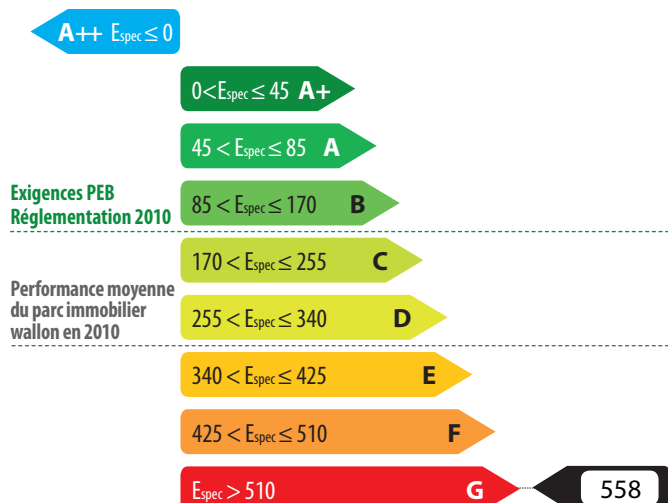 A++ Espec ≤ 0
0<Espec ≤ 45 A+
45 < Espec ≤ 85 A
Exigences PEB
Réglementation 2010
85 < Espec ≤ 170 B
170 < Espec ≤ 255 C
Performance moyenne
du parc immobilier
wallon en 2010
255 < Espec ≤ 340 D
340 < Espec ≤ 425 E
425 < Espec ≤ 510 F
Espec > 510 G 558